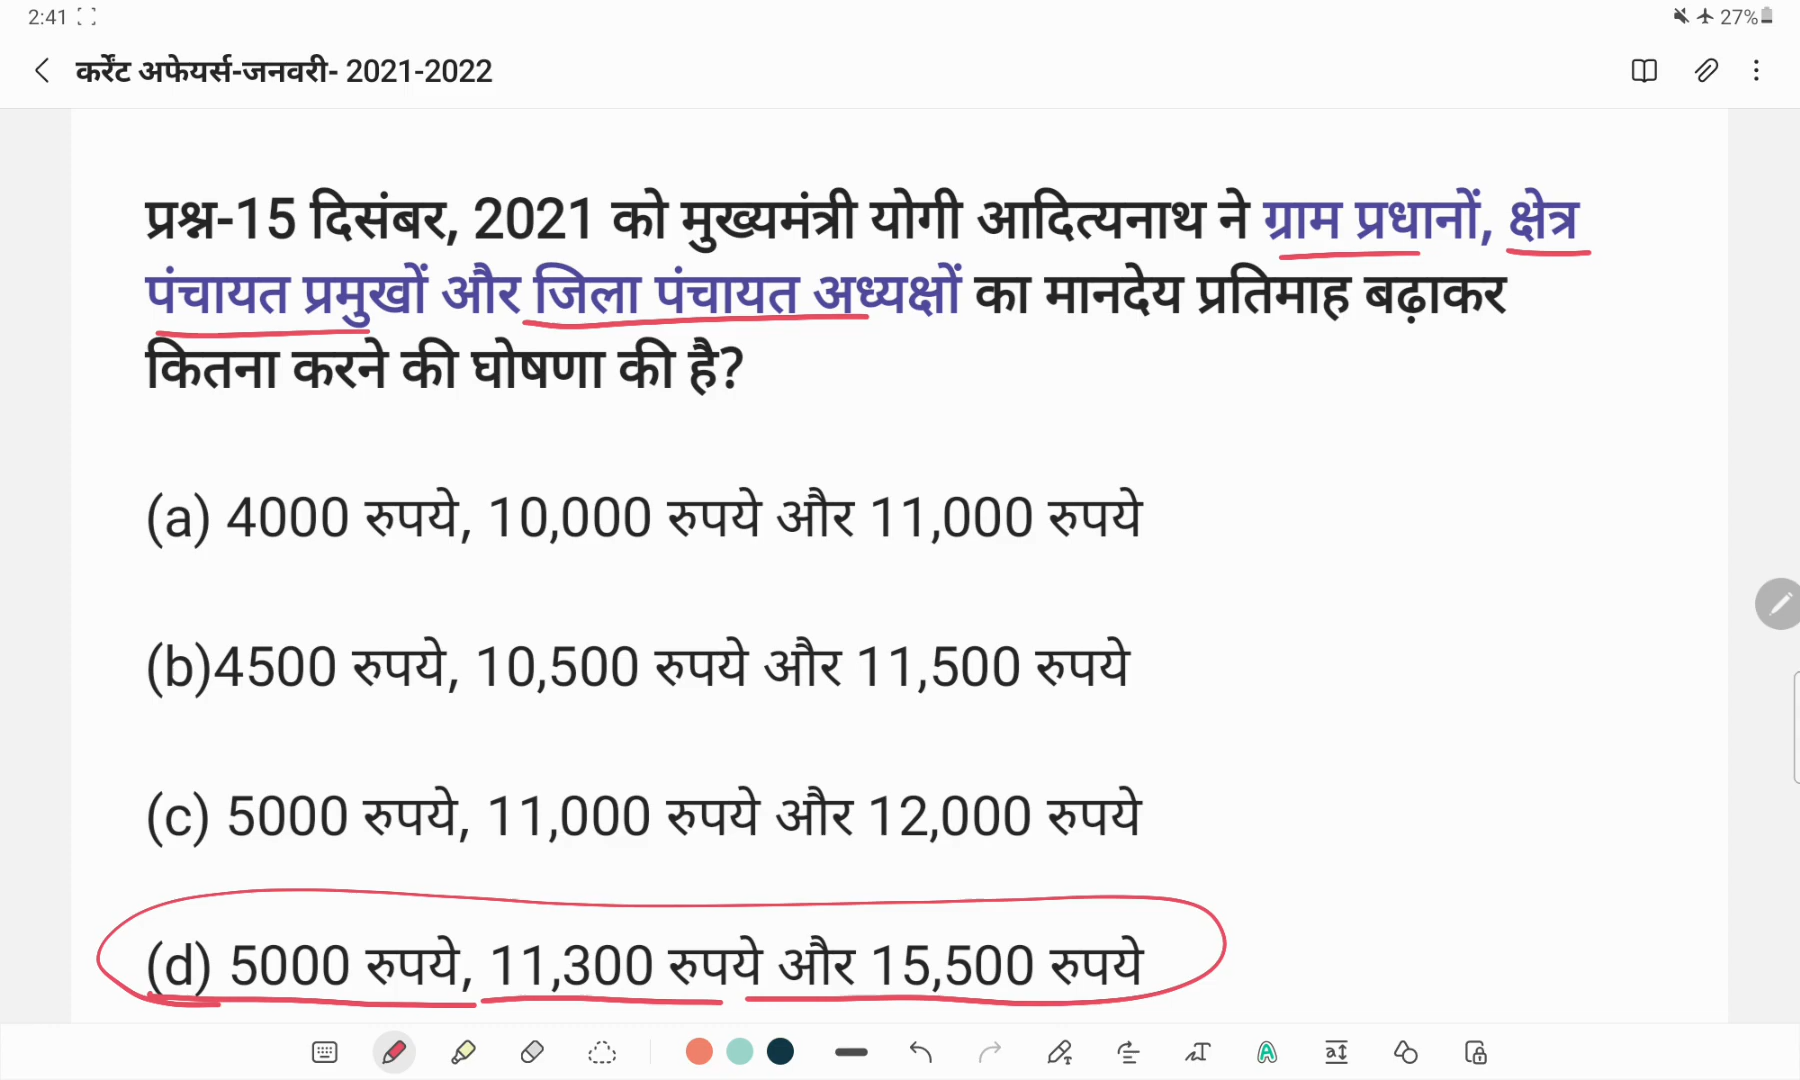 2:41
27%
करेंट अफेयर्स-जनवरी- 2021-2022
प्रश्न-15 दिसंबर, 2021 को मुख्यमंत्री योगी आदित्यनाथ ने ग्राम प्रधानों, क्षेत्र
पंचायत प्रमुखों और जिला पंचायत अध्यक्षों का मानदेय प्रतिमाह बढ़ाकर
कितना करने की घोषणा की है?
(a) 4000 रुपये, 10,000 रुपये और 11,000 रुपये
(b)4500 रुपये, 10,500 रुपये और 11,500 रुपये
(c) 5000 रुपये, 11,000 रुपये और 12,000 रुपये
(d) 5000 रुपये, 11,300 रुपये और 15,500 रुपये